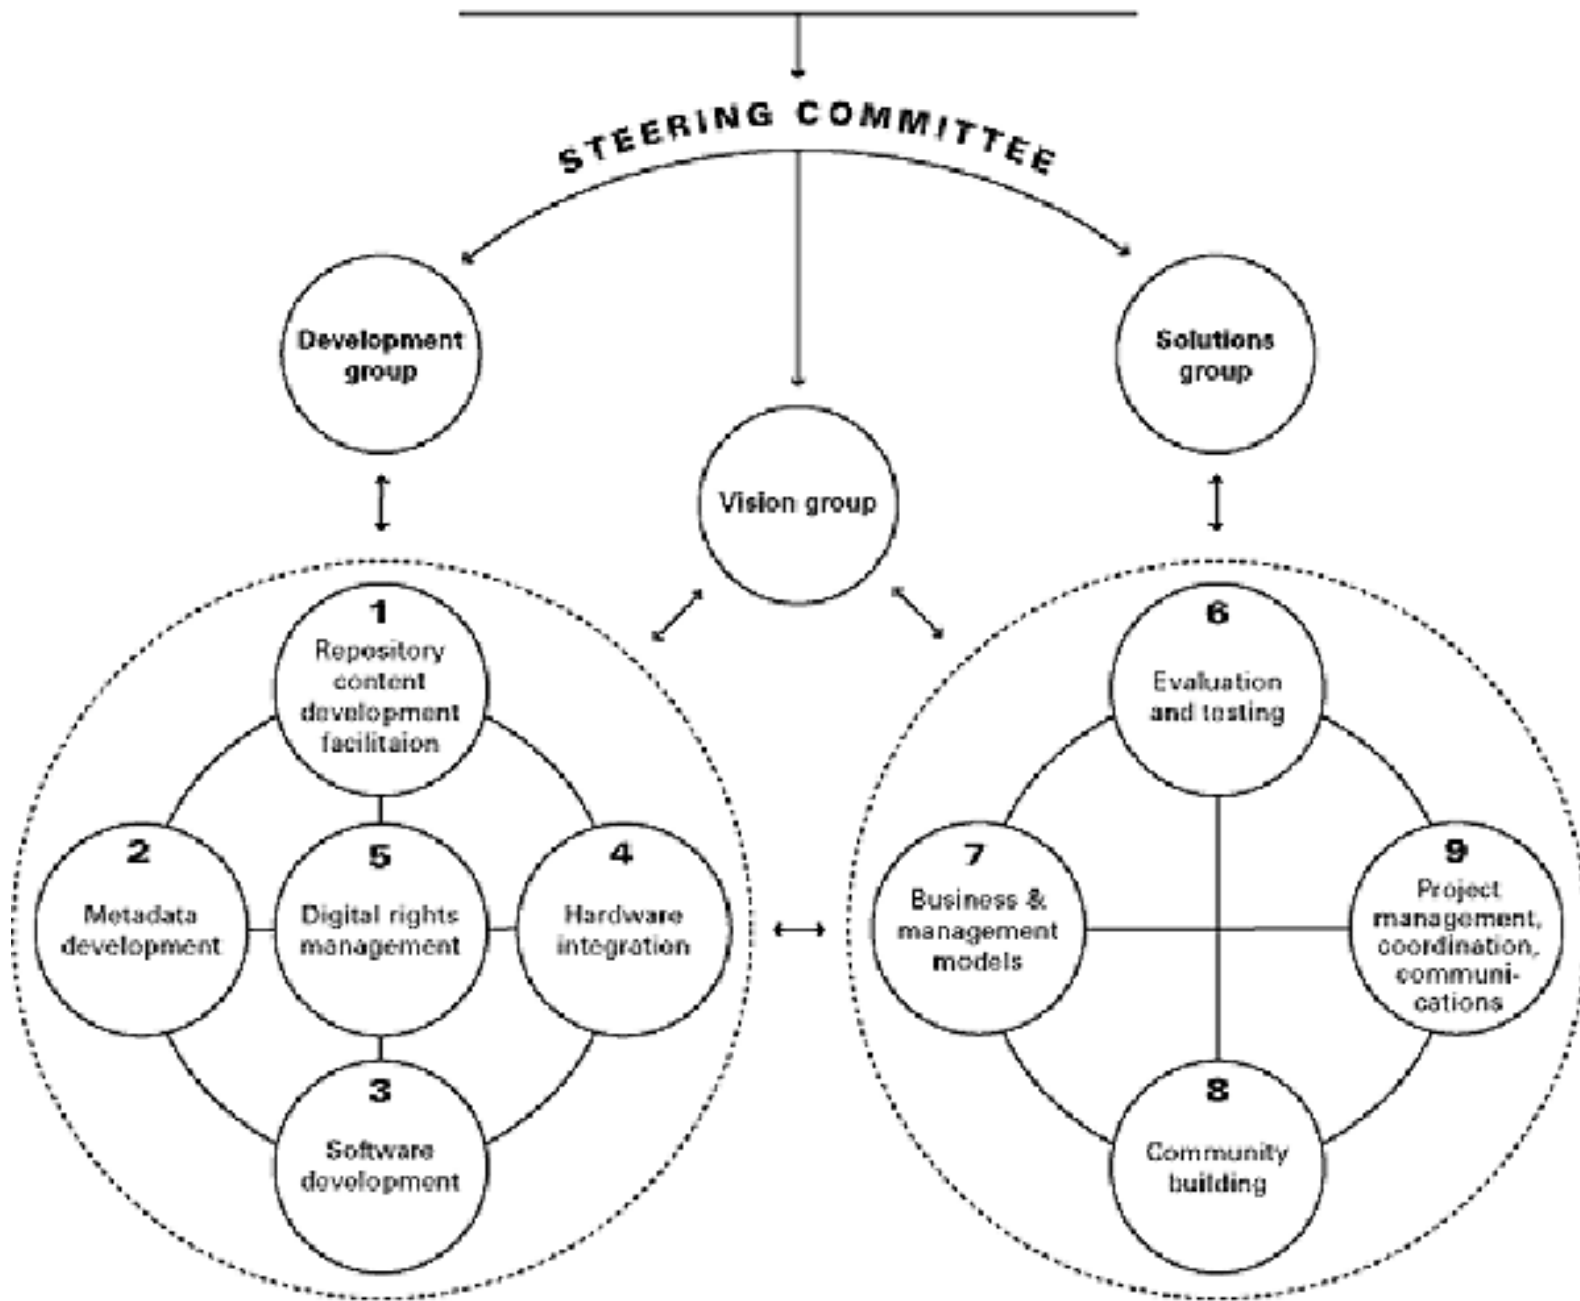 STEERING COMMITTEE
Development
group
Solutions
group
Vision group
1
Repository
content
development
facilitaion
2
Metadata
development
5
Digital rights
management
4
Hardware
integration
3
Software
development
6
Evaluation
and testing
7
Business &
management
models
9
Project
management,
coordination,
communi-
cations
8
Community
building